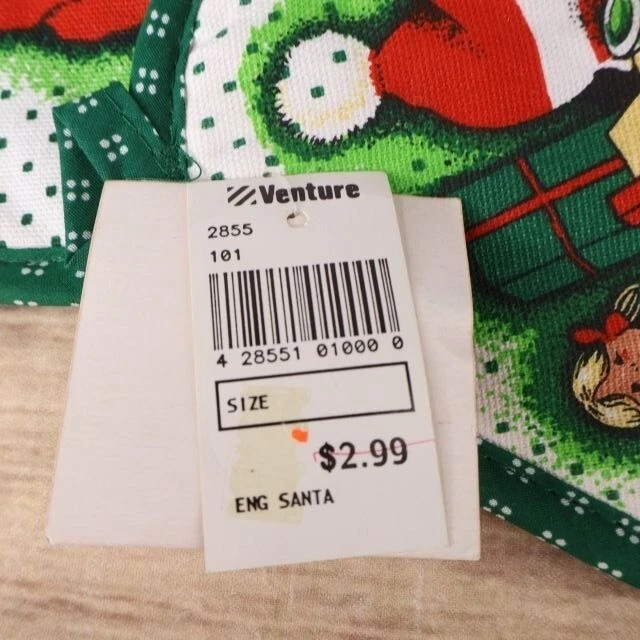 Venture
2855
101
4 28551 01000 0
SIZE
$2.99
ENG SANTA